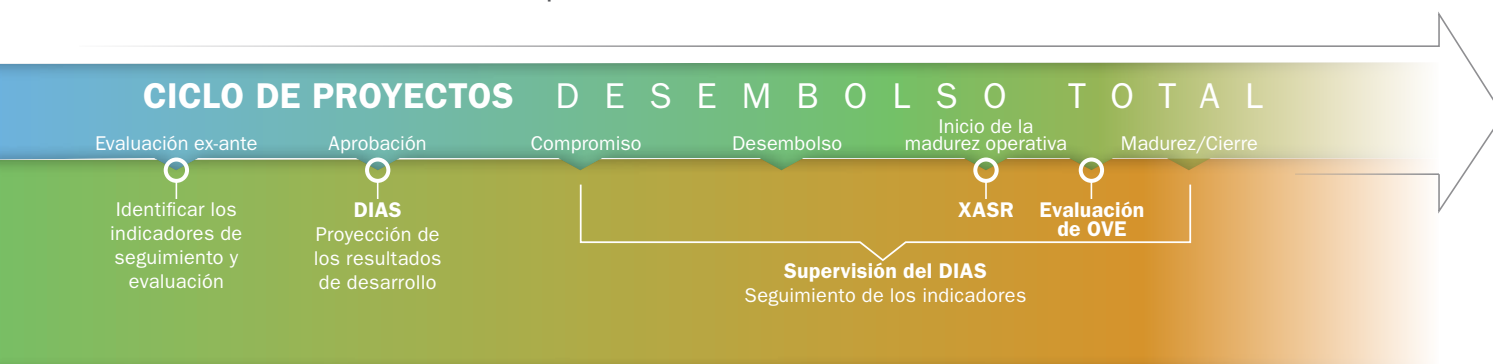 CICLO DE PROYECTOS DESEMBOLSO TOTAL
Evaluación ex-ante
Aprobación
Compromiso
Desembolso
Inicio de la
madurez operativa
Madurez/Cierre
Identificar los
indicadores de
seguimiento y
evaluación
DIAS
Proyección de
los resultados
de desarrollo
XASR
Evaluación
de OVE
Supervisión del DIAS
Seguimiento de los indicadores